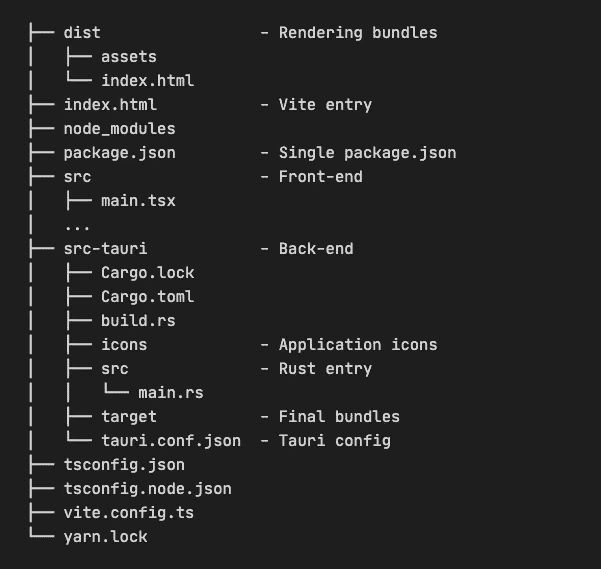 ├── dist                 - Rendering bundles
│   ├── assets
│   └── index.html
├── index.html           - Vite entry
├── node_modules
├── package.json         - Single package.json
├── src                  - Front-end
│   ├── main.tsx
│   ...
├── src-tauri            - Back-end
│   ├── Cargo.lock
│   ├── Cargo.toml
│   ├── build.rs
│   ├── icons            - Application icons
│   ├── src              - Rust entry
│   │   └── main.rs
│   ├── target           - Final bundles
│   └── tauri.conf.json  - Tauri config
├── tsconfig.json
├── tsconfig.node.json
├── vite.config.ts
└── yarn.lock